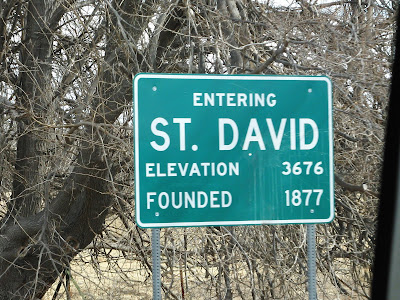 ENTERING
ST. DAVID
ELEVATION 3676
FOUNDED 1877